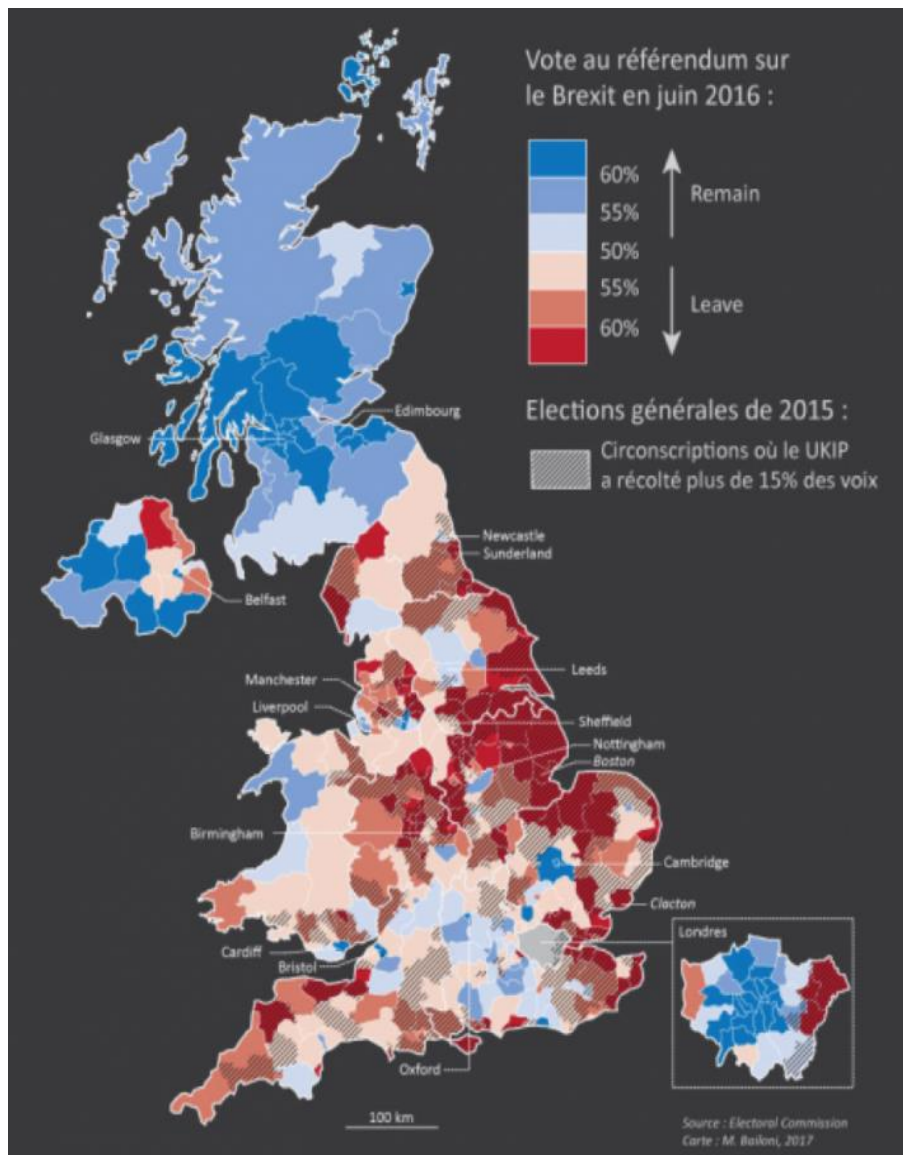 Vote au référendum sur
le Brexit en juin 2016 :
60%
55%
Remain
50%
55%
Leave
60%
Elections générales de 2015 :
Circonscriptions où le UKIP
a récolté plus de 15% des voix
Edimbourg
Glasgow
Newcastle
Sunderland
Belfast
Leeds
Manchester
Liverpool
Sheffield
Nottingham
Boston
Birmingham
Cambridge
Clacton
Londres
Cardiff
Bristol
Oxford
100 km
Source : Electoral Commission
Carte : M. Bailoni, 2017